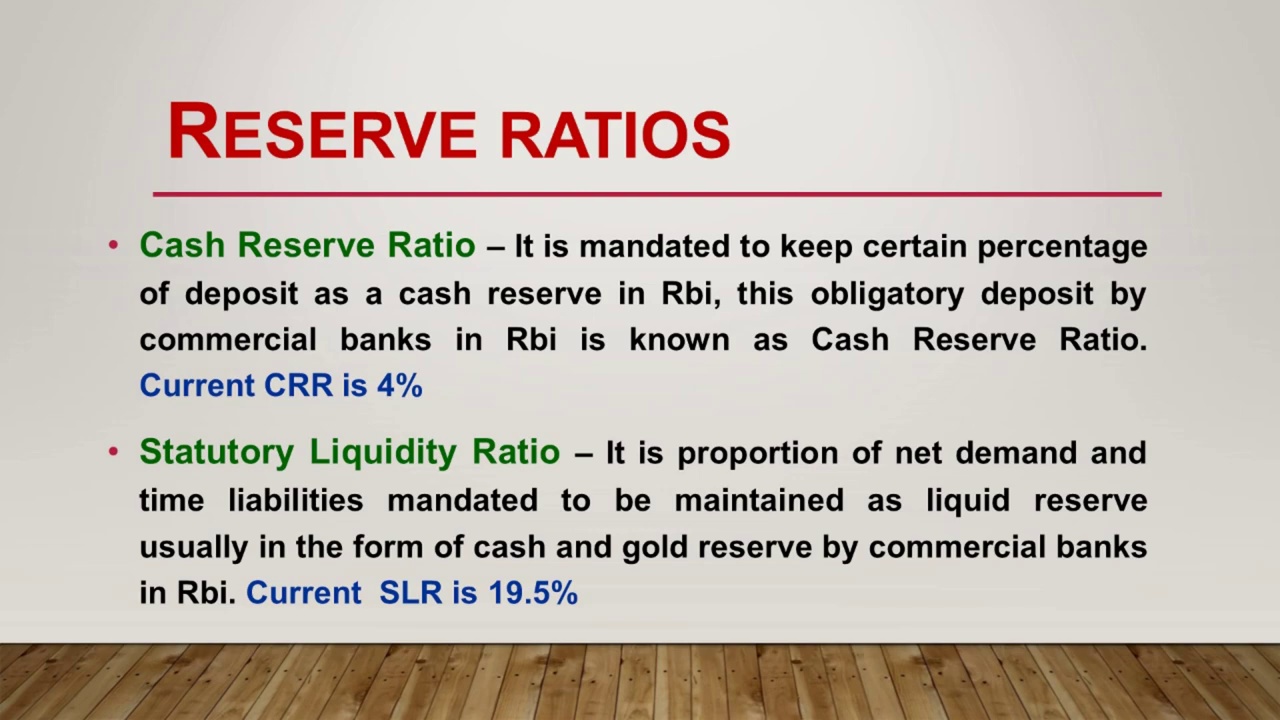 RESERVE RATIOS
• Cash Reserve Ratio – It is mandated to keep certain percentage
of deposit as a cash reserve in Rbi, this obligatory deposit by
commercial banks in Rbi is known as Cash Reserve Ratio.
Current CRR is 4%
• Statutory Liquidity Ratio – It is proportion of net demand and
time liabilities mandated to be maintained as liquid reserve
usually in the form of cash and gold reserve by commercial banks
in Rbi. Current SLR is 19.5%